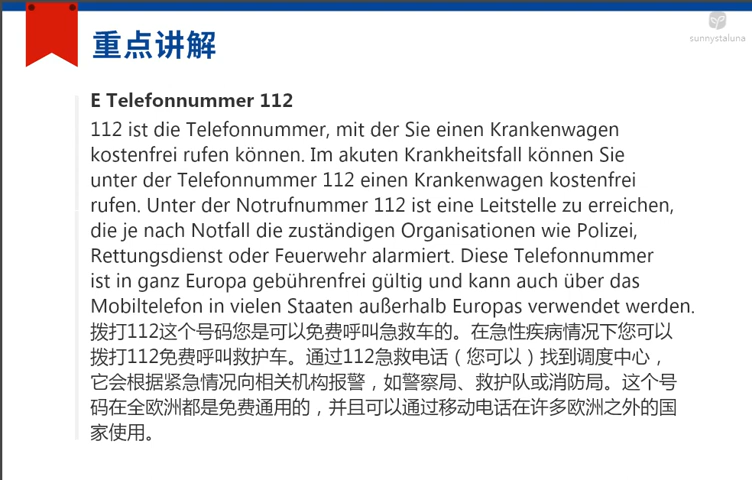 sunnystaluna
重点讲解
E Telefonnummer 112
112 ist die Telefonnummer, mit der Sie einen Krankenwagen
kostenfrei rufen können. Im akuten Krankheitsfall können Sie
unter der Telefonnummer 112 einen Krankenwagen kostenfrei
rufen. Unter der Notrufnummer 112 ist eine Leitstelle zu erreichen,
die je nach Notfall die zuständigen Organisationen wie Polizei,
Rettungsdienst oder Feuerwehr alarmiert. Diese Telefonnummer
ist in ganz Europa gebührenfrei gültig und kann auch über das
Mobiltelefon in vielen Staaten außerhalb Europas verwendet werden.
拨打112这个号码您是可以免费呼叫急救车的。在急性疾病情况下您可以
拨打112免费呼叫救护车。通过112急救电话（您可以）找到调度中心，
它会根据紧急情况向相关机构报警，如警察局、救护队或消防局。这个号
码在全欧洲都是免费通用的，并且可以通过移动电话在许多欧洲之外的国
家使用。